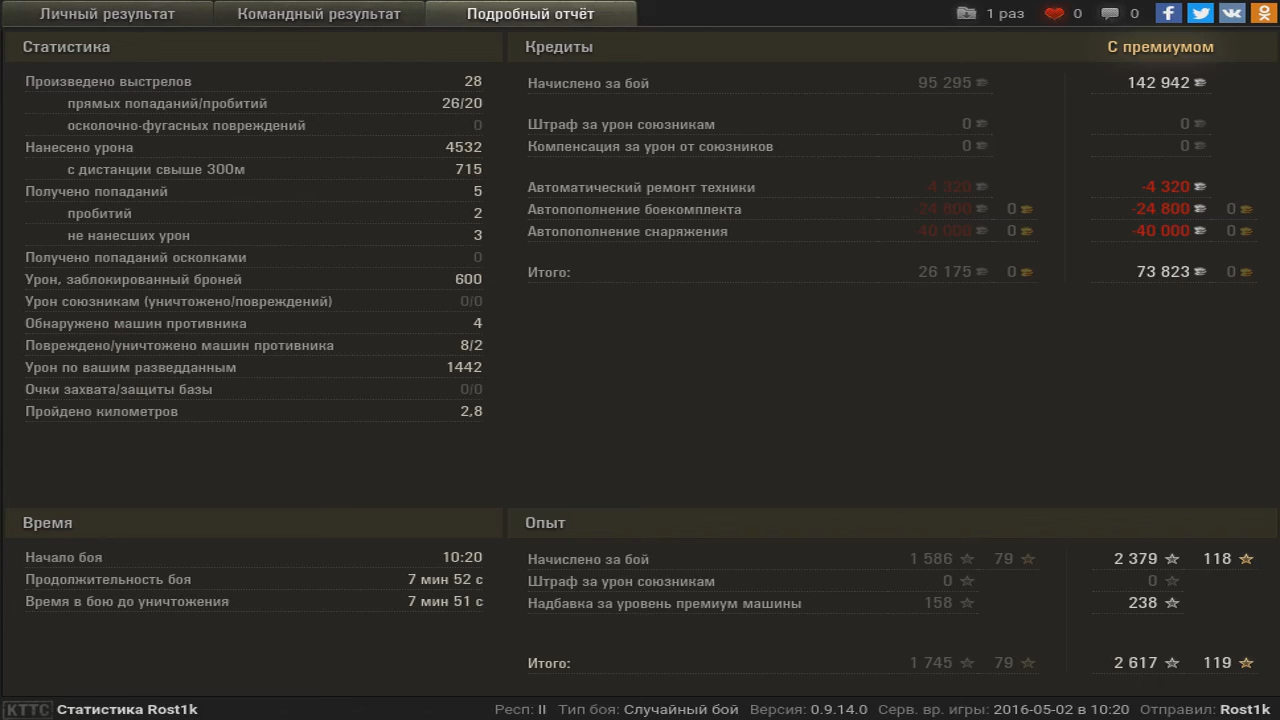 Личный результат Командный результат Подробный отчёт 1 раз 0 0
Статистика
Произведено выстрелов 28
прямых попаданий/пробитий 26/20
осколочно-фугасных повреждений 0
Нанесено урона 4532
с дистанции свыше 300м 715
Получено попаданий 5
пробитий 2
не нанесших урон 3
Получено попаданий осколками 0
Урон, заблокированный броней 600
Урон союзникам (уничтожено/повреждений) 0/0
Обнаружено машин противника 4
Повреждено/уничтожено машин противника 8/2
Урон по вашим разведданным 1442
Очки захвата/защиты базы 0/0
Пройдено километров 2,8
Кредиты С премиумом
Начислено за бой 95 295 142 942
Штраф за урон союзникам 0 0
Компенсация за урон от союзников 0 0
Автоматический ремонт техники -4 320 -4 320
Автопополнение боекомплекта -24 800 0 -24 800 0
Автопополнение снаряжения -40 000 0 -40 000 0
Итого: 26 175 0 73 823 0
Время
Начало боя 10:20
Продолжительность боя 7 мин 52 с
Время в бою до уничтожения 7 мин 51 с
Опыт
Начислено за бой 1 586 79 2 379 118
Штраф за урон союзникам 0 0
Надбавка за уровень премиум машины 158 238
Итого: 1 745 79 2 617 119
КТТС Статистика Rost1k Респ: II Тип боя: Случайный бой Версия: 0.9.14.0 Серв. вр. игры: 2016-05-02 в 10:20 Отправил: Rost1k